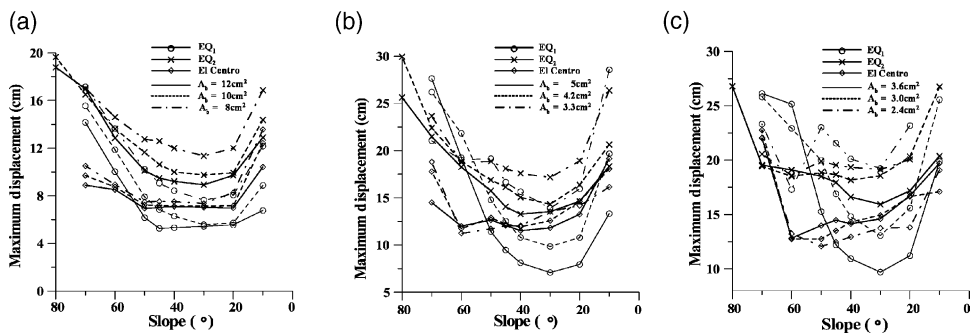 (a)
20
16
12
8
4
0
80
60
40
20
0
Maximum displacement (cm)
Slope ( °)
EQ1
EQ2
El Centro
Ab = 12cm2
Ab = 10cm2
Ab = 8cm2
(b)
35
30
25
20
15
10
5
80
60
40
20
0
Maximum displacement (cm)
Slope ( °)
EQ1
EQ2
El Centro
Ab = 5cm2
Ab = 4.2cm2
Ab = 3.3cm2
(c)
30
25
20
15
10
80
60
40
20
0
Maximum displacement (cm)
Slope ( °)
EQ1
EQ2
El Centro
Ab = 3.6cm2
Ab = 3.0cm2
Ab = 2.4cm2